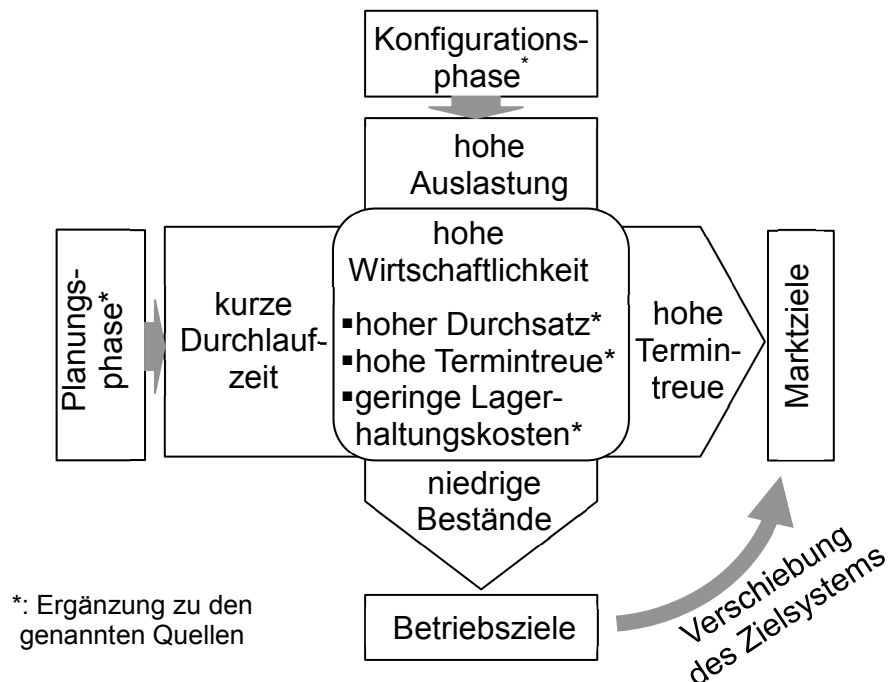 Konfigurations-
phase*
hohe
Auslastung
Planungs-
phase*
kurze
Durchlauf-
zeit
hohe
Wirtschaftlichkeit
▪hoher Durchsatz*
▪hohe Termintreue*
▪geringe Lager-
haltungskosten*
hohe
Termin-
treue
Marktziele
niedrige
Bestände
Betriebsziele
Verschiebung
des Zielsystems
*: Ergänzung zu den
genannten Quellen